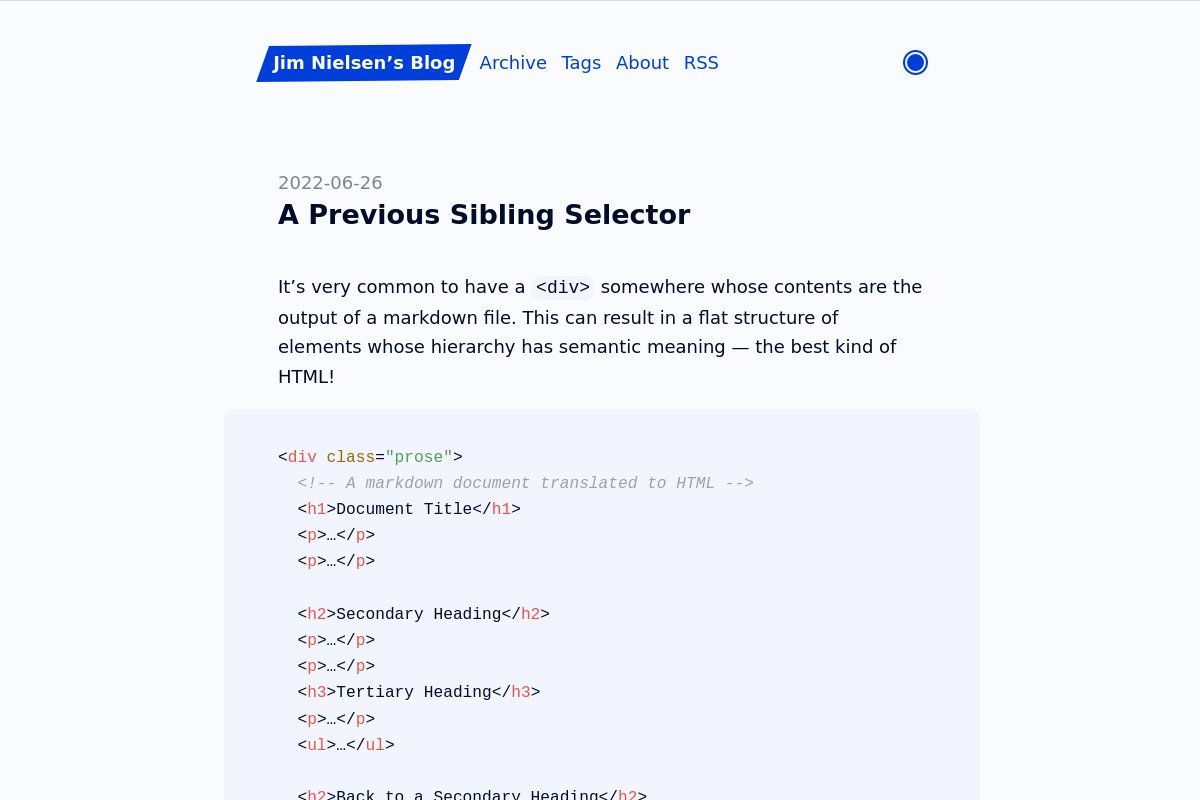 Jim Nielsen’s Blog Archive Tags About RSS
2022-06-26
A Previous Sibling Selector
It’s very common to have a <div> somewhere whose contents are the
output of a markdown file. This can result in a flat structure of
elements whose hierarchy has semantic meaning — the best kind of
HTML!
<div class="prose">
  <!-- A markdown document translated to HTML -->
  <h1>Document Title</h1>
  <p>…</p>
  <p>…</p>
  <h2>Secondary Heading</h2>
  <p>…</p>
  <p>…</p>
  <h3>Tertiary Heading</h3>
  <p>…</p>
  <ul>…</ul>
  <h2>Back to a Secondary Heading</h2>